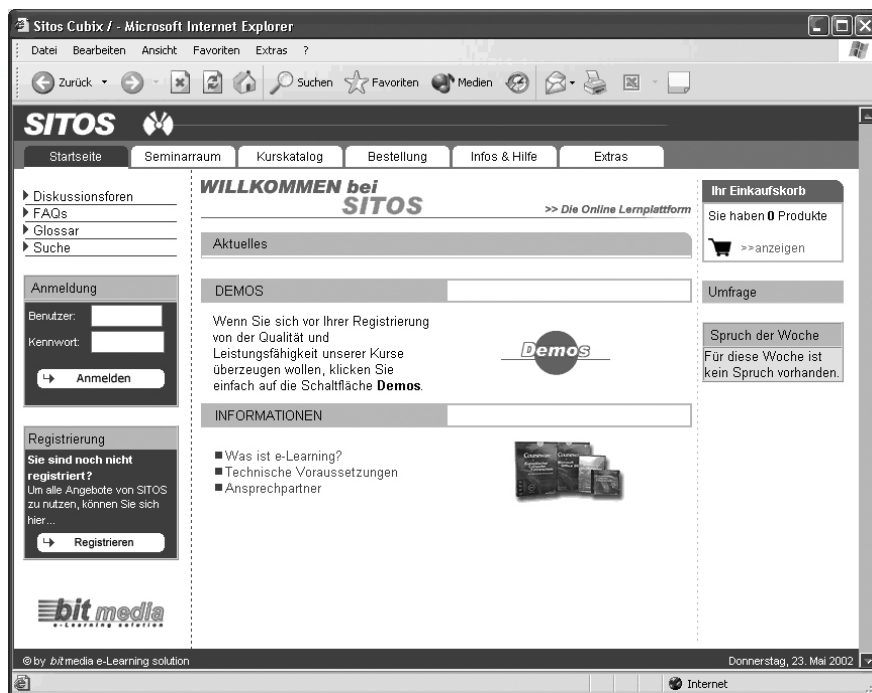 Sitos Cubix / - Microsoft Internet Explorer
Datei Bearbeiten Ansicht Favoriten Extras ?
Zurück Suchen Favoriten Medien
SITOS
Startseite Seminarraum Kurskatalog Bestellung Infos & Hilfe Extras
Diskussionsforen
FAQs
Glossar
Suche
Anmeldung
Benutzer:
Kennwort:
Anmelden
Registrierung
Sie sind noch nicht
registriert?
Um alle Angebote von SITOS
zu nutzen, können Sie sich
hier...
Registrieren
bit media
e-Learning solution
WILLKOMMEN bei
SITOS
>> Die Online Lernplattform
Aktuelles
DEMOS
Wenn Sie sich vor Ihrer Registrierung
von der Qualität und
Leistungsfähigkeit unserer Kurse
überzeugen wollen, klicken Sie
einfach auf die Schaltfläche Demos.
Demos
INFORMATIONEN
Was ist e-Learning?
Technische Voraussetzungen
Ansprechpartner
Ihr Einkaufskorb
Sie haben 0 Produkte
>>anzeigen
Umfrage
Spruch der Woche
Für diese Woche ist
kein Spruch vorhanden.
© by bit media e-Learning solution
Donnerstag, 23. Mai 2002
Internet